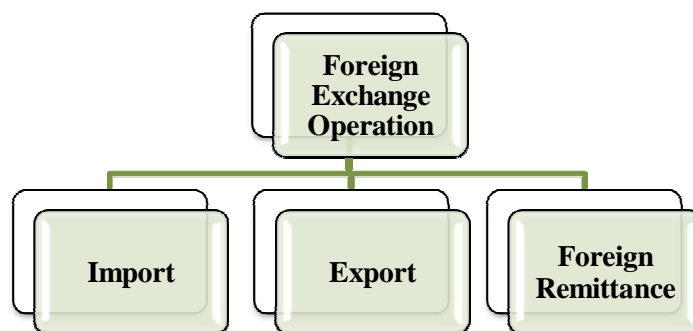 Foreign
Exchange
Operation
Import
Export
Foreign
Remittance